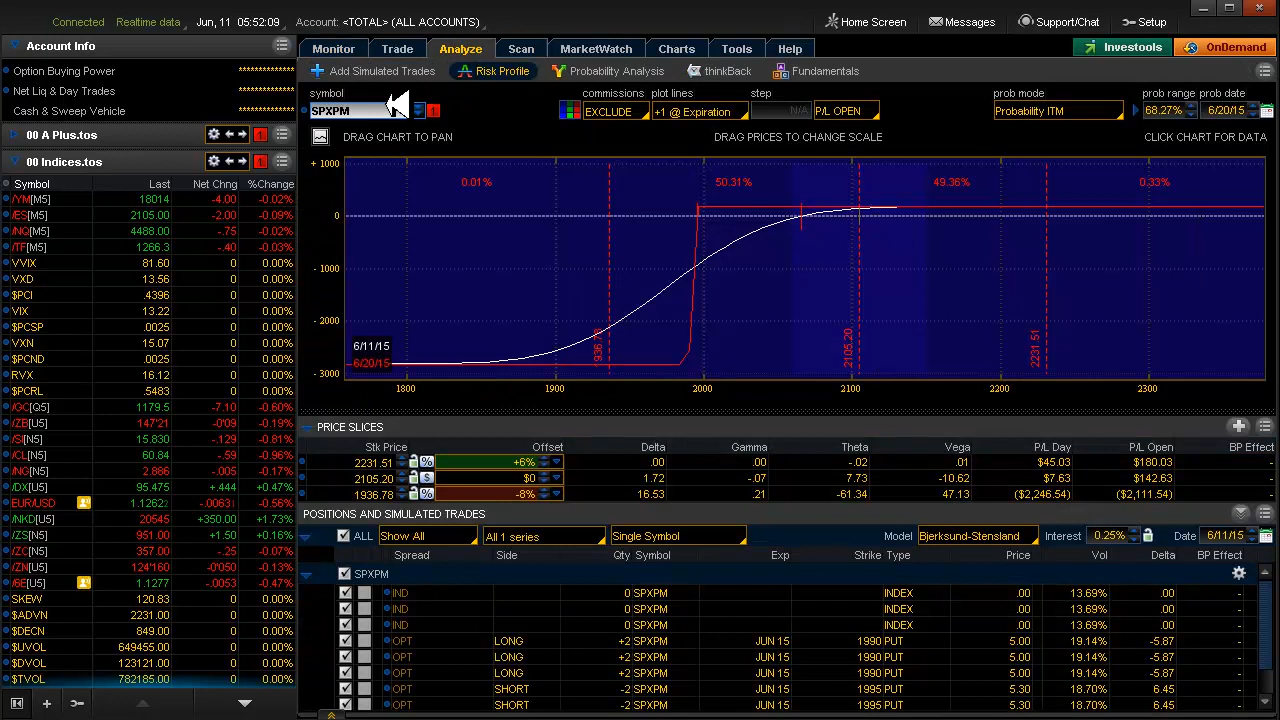 Connected Realtime data Jun, 11 05:52:09 Account: <TOTAL> (ALL ACCOUNTS) Home Screen Messages Support/Chat Setup
Account Info
Option Buying Power ************
Net Liq & Day Trades ************
Cash & Sweep Vehicle ************
00 A Plus.tos 1
00 Indices.tos 1
Symbol Last Net Chng %Change
/YM[M5] 18014 -4.00 -0.02%
/ES[M5] 2105.00 -2.00 -0.09%
/NQ[M5] 4488.00 -.75 -0.02%
/TF[M5] 1266.3 -.40 -0.03%
VVIX 81.60 0 0.00%
VXD 13.56 0 0.00%
$PCI .4396 0 0.00%
VIX 13.22 0 0.00%
$PCSP .0025 0 0.00%
VXN 15.07 0 0.00%
$PCND .0025 0 0.00%
RVX 16.12 0 0.00%
$PCRL .5483 0 0.00%
/GC[Q5] 1179.5 -7.10 -0.60%
/ZB[U5] 147'21 -0'09 -0.19%
/SI[N5] 15.830 -.129 -0.81%
/CL[N5] 60.84 -.59 -0.96%
/NG[N5] 2.886 -.005 -0.17%
/DX[U5] 95.475 +.444 +0.47%
EUR/USD 1.12622 -.00631 -0.56%
/NKD[U5] 20545 +350.00 +1.73%
/ZS[N5] 951.00 +1.50 +0.16%
/ZC[N5] 357.00 -.25 -0.07%
/ZN[U5] 124'160 -0'050 -0.13%
/6E[U5] 1.1277 -.0053 -0.47%
SKEW 120.83 0 0.00%
$ADVN 2231.00 0 0.00%
$DECN 849.00 0 0.00%
$UVOL 649455.00 0 0.00%
$DVOL 123121.00 0 0.00%
$TVOL 782185.00 0 0.00%
Monitor Trade Analyze Scan MarketWatch Charts Tools Help Investools OnDemand
Add Simulated Trades Risk Profile Probability Analysis thinkBack Fundamentals
symbol commissions plot lines step prob mode prob range prob date
SPXPM 1 EXCLUDE +1 @ Expiration N/A P/L OPEN Probability ITM 68.27% 6/20/15
DRAG CHART TO PAN DRAG PRICES TO CHANGE SCALE CLICK CHART FOR DATA
+ 1000
0.01% 50.31% 49.36% 0.33%
0
- 1000
- 2000
1936.78 2105.20 2231.51
6/11/15
6/20/15
- 3000
1800 1900 2000 2100 2200 2300
PRICE SLICES
Stk Price Offset Delta Gamma Theta Vega P/L Day P/L Open BP Effect
2231.51 % +6% .00 .00 -.02 .01 $45.03 $180.03 -
2105.20 $ $0 1.72 -.07 7.73 -10.62 $7.63 $142.63 -
1936.78 % -8% 16.53 .21 -61.34 47.13 ($2,246.54) ($2,111.54) -
POSITIONS AND SIMULATED TRADES
ALL Show All All 1 series Single Symbol Model Bjerksund-Stensland Interest 0.25% Date 6/11/15
Spread Side Qty Symbol Exp Strike Type Price Vol Delta BP Effect
SPXPM
IND 0 SPXPM INDEX .00 13.69% .00 -
IND 0 SPXPM INDEX .00 13.69% .00 -
IND 0 SPXPM INDEX .00 13.69% .00 -
OPT LONG +2 SPXPM JUN 15 1990 PUT 5.00 19.14% -5.87 -
OPT LONG +2 SPXPM JUN 15 1990 PUT 5.00 19.14% -5.87 -
OPT LONG +2 SPXPM JUN 15 1990 PUT 5.00 19.14% -5.87 -
OPT SHORT -2 SPXPM JUN 15 1995 PUT 5.30 18.70% 6.45 -
OPT SHORT -2 SPXPM JUN 15 1995 PUT 5.30 18.70% 6.45 -